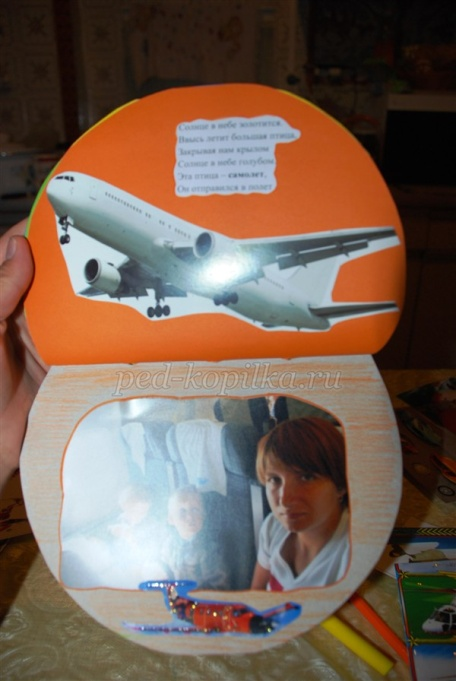 Солнце в небе золотится
Ввысь летит большая птица,
Закрывая нам крылом
Солнце в небе голубом.
Эта птица – самолет,
Он отправился в полет
ped-kopilka.ru